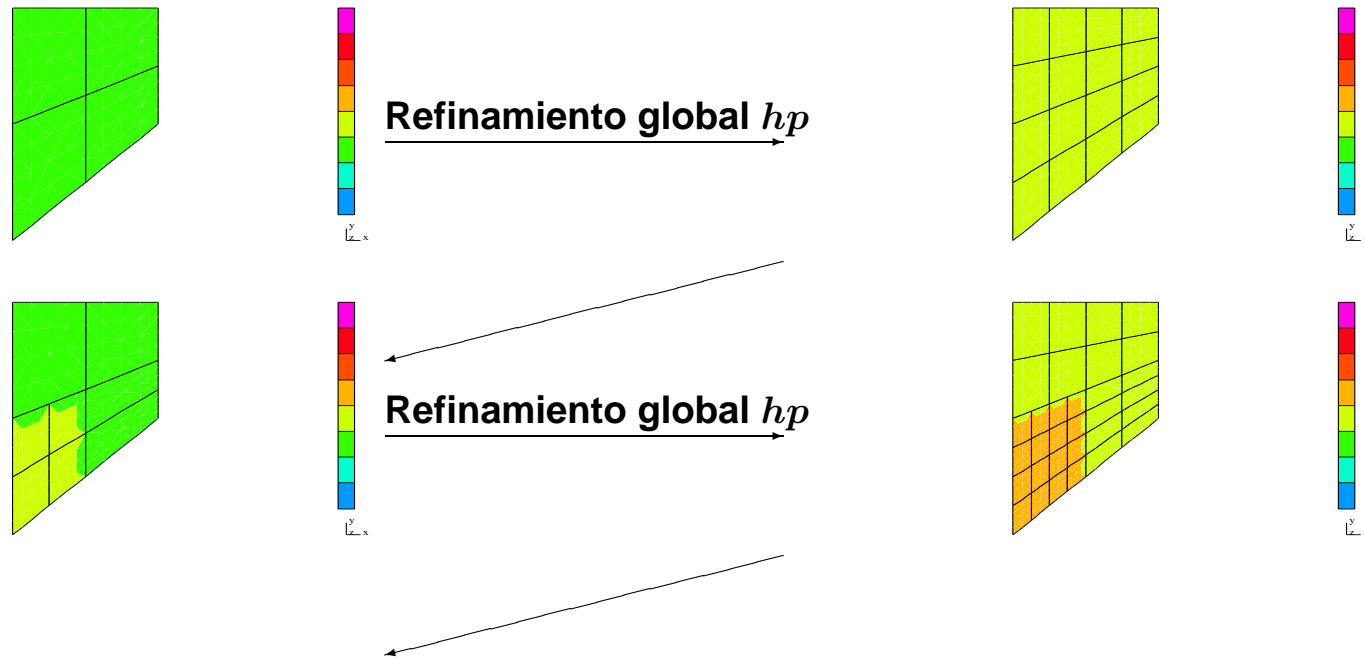 Refinamiento global hp
y
z x
y
z x
Refinamiento global hp
y
z x
y
z x